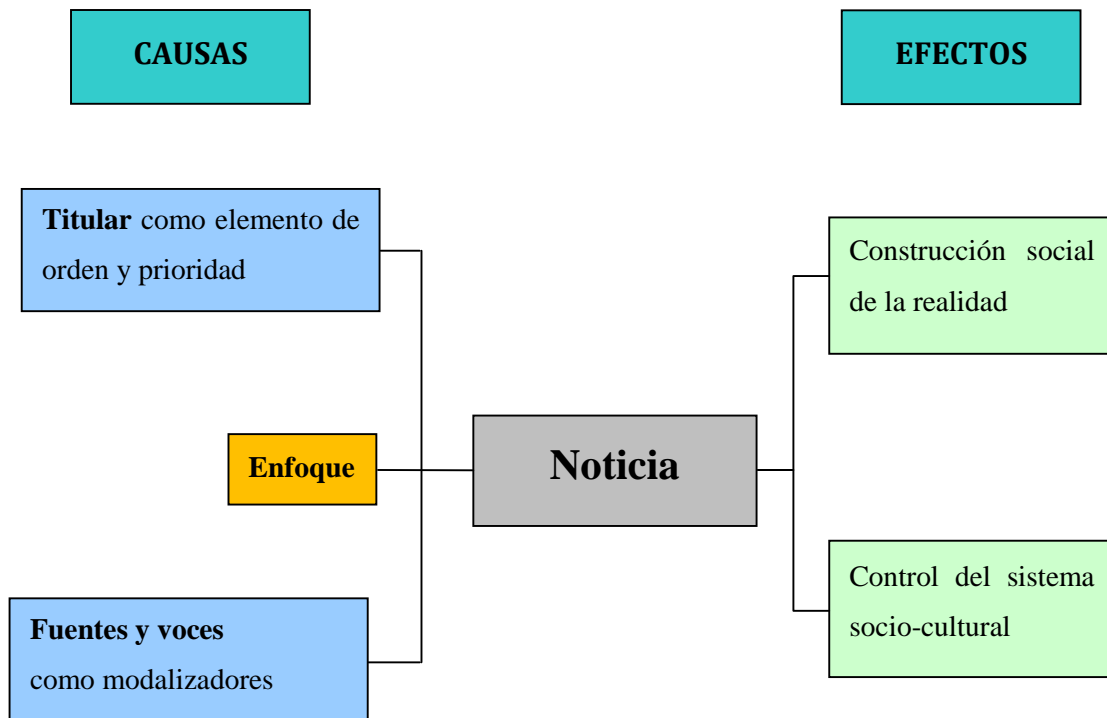 CAUSAS
EFECTOS
Titular como elemento de
orden y prioridad
Construcción social
de la realidad
Enfoque
Noticia
Fuentes y voces
como modalizadores
Control del sistema
socio-cultural